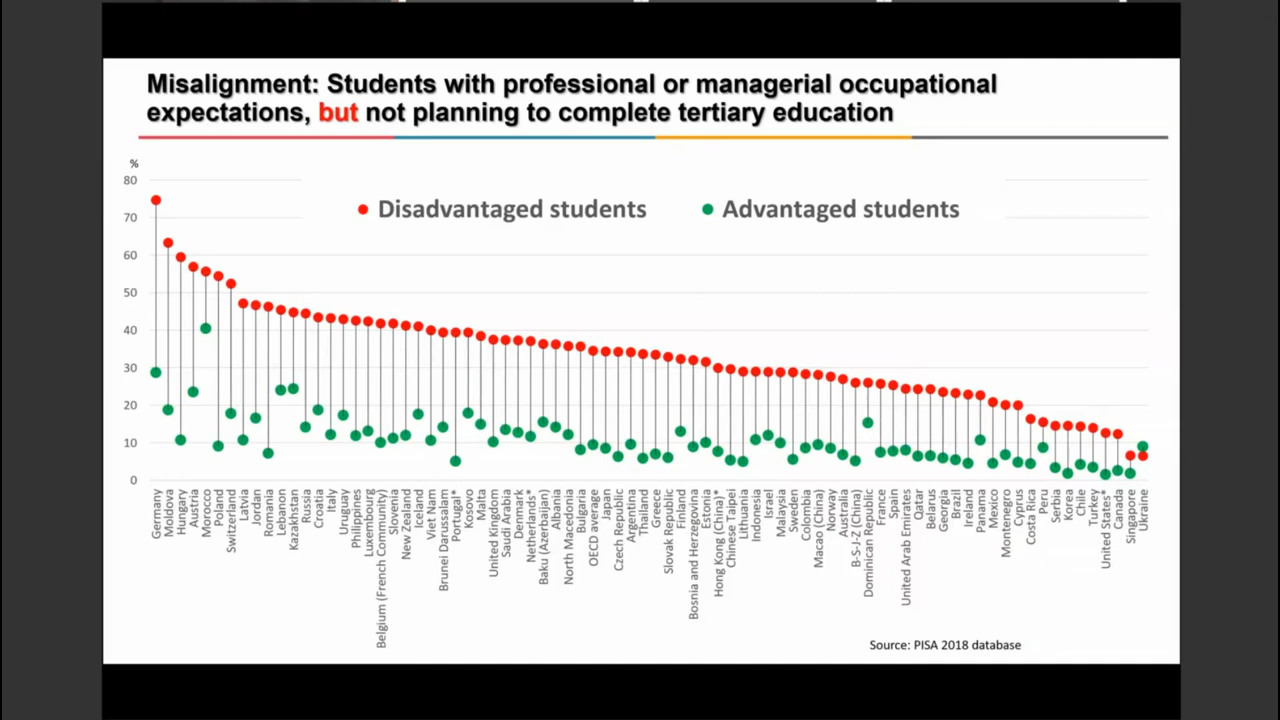 Misalignment: Students with professional or managerial occupational
expectations, but not planning to complete tertiary education
%
80
70
60
50
40
30
20
10
0
Disadvantaged students
Advantaged students
Germany
Moldova
Hungary
Austria
Morocco
Poland
Switzerland
Latvia
Jordan
Romania
Lebanon
Kazakhstan
Russia
Croatia
Italy
Uruguay
Philippines
Luxembourg
Belgium (French Community)
Slovenia
New Zealand
Iceland
Viet Nam
Brunei Darussalam
Portugal*
Kosovo
Malta
United Kingdom
Saudi Arabia
Denmark
Netherlands*
Baku (Azerbaijan)
Albania
North Macedonia
Bulgaria
OECD average
Japan
Czech Republic
Argentina
Thailand
Greece
Slovak Republic
Finland
Bosnia and Herzegovina
Estonia
Hong Kong (China)*
Chinese Taipei
Lithuania
Indonesia
Israel
Malaysia
Sweden
Colombia
Macao (China)
Norway
Australia
B-S-J-Z (China)
Dominican Republic
France
Spain
United Arab Emirates
Qatar
Belarus
Georgia
Brazil
Ireland
Panama
Mexico
Montenegro
Cyprus
Costa Rica
Peru
Serbia
Korea
Chile
Turkey
United States*
Canada
Singapore
Ukraine
Source: PISA 2018 database